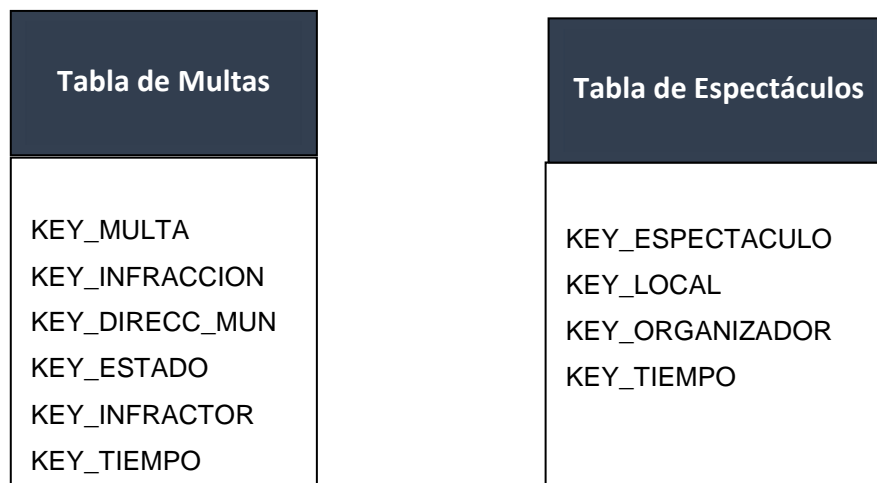 Tabla de Multas
KEY_MULTA
KEY_INFRACCION
KEY_DIRECC_MUN
KEY_ESTADO
KEY_INFRACTOR
KEY_TIEMPO
Tabla de Espectáculos
KEY_ESPECTACULO
KEY_LOCAL
KEY_ORGANIZADOR
KEY_TIEMPO